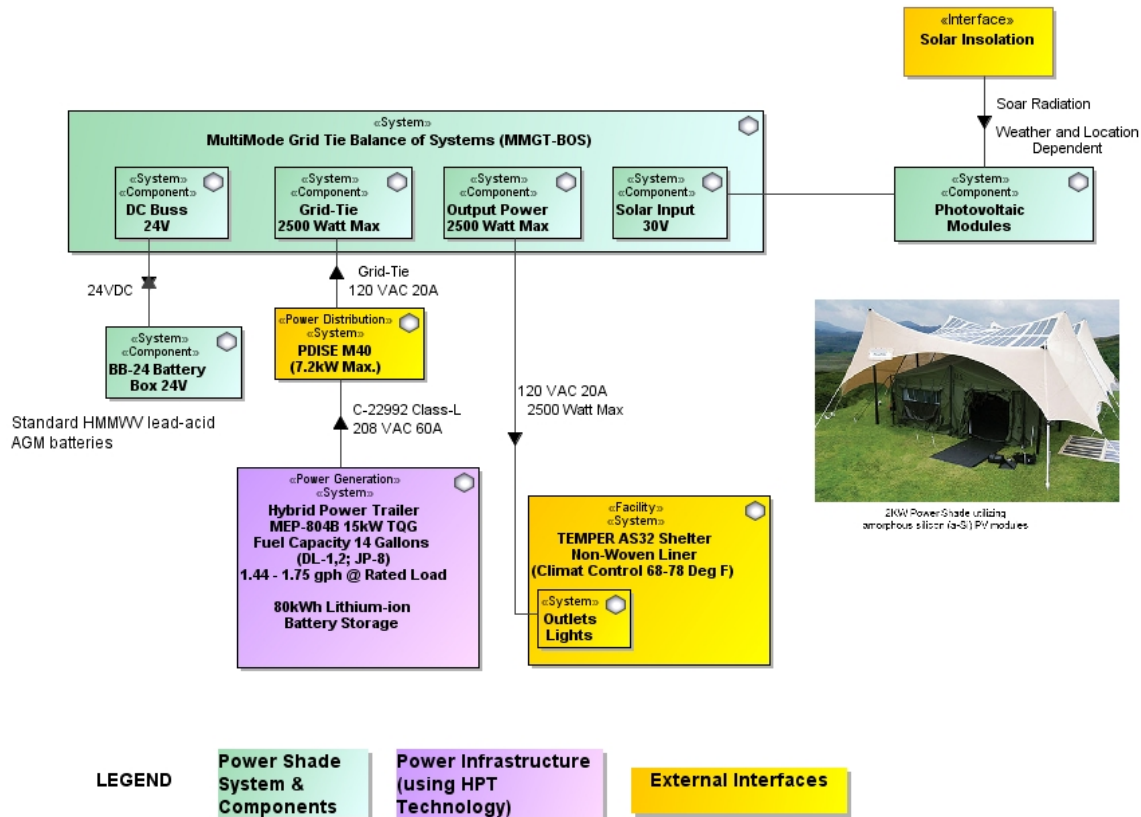 «Interface»
Solar Insolation
Soar Radiation
Weather and Location
Dependent
«System»
MultiMode Grid Tie Balance of Systems (MMGT-BOS)
«System»
«Component»
DC Buss
24V
«System»
«Component»
Grid-Tie
2500 Watt Max
«System»
«Component»
Output Power
2500 Watt Max
«System»
«Component»
Solar Input
30V
«System»
«Component»
Photovoltaic
Modules
24VDC
Grid-Tie
120 VAC 20A
«System»
«Component»
BB-24 Battery
Box 24V
Standard HMMWV lead-acid
AGM batteries
«Power Distribution»
«System»
PDISE M40
(7.2kW Max.)
C-22992 Class-L
208 VAC 60A
120 VAC 20A
2500 Watt Max
«Power Generation»
«System»
Hybrid Power Trailer
MEP-804B 15kW TQG
Fuel Capacity 14 Gallons
(DL-1,2; JP-8)
1.44 - 1.75 gph @ Rated Load
80kWh Lithium-ion
Battery Storage
«Facility»
«System»
TEMPER AS32 Shelter
Non-Woven Liner
(Climat Control 68-78 Deg F)
«System»
Outlets
Lights
2KW Power Shade utilizing
amorphous silicon (a-Si) PV modules
LEGEND
Power Shade
System &
Components
Power Infrastructure
(using HPT
Technology)
External Interfaces